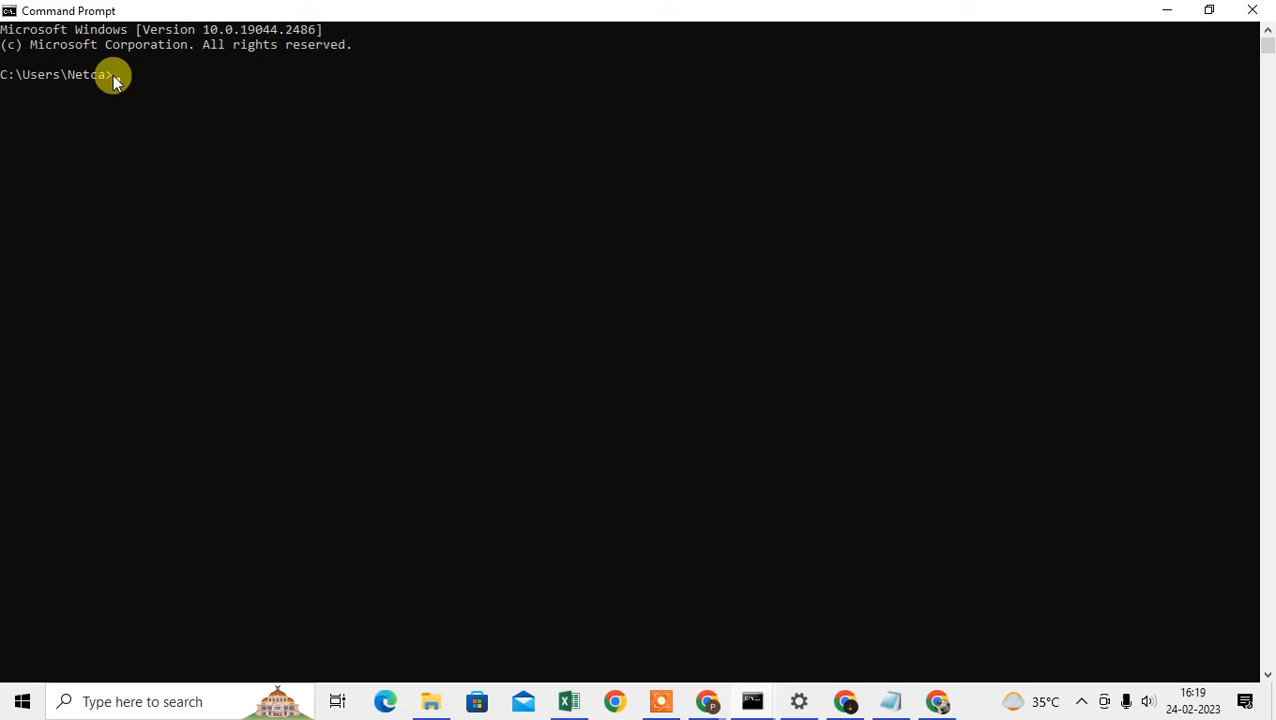 Command Prompt
Microsoft Windows [Version 10.0.19044.2486]
(c) Microsoft Corporation. All rights reserved.
C:\Users\Netca>
Type here to search
35°C
16:19
24-02-2023